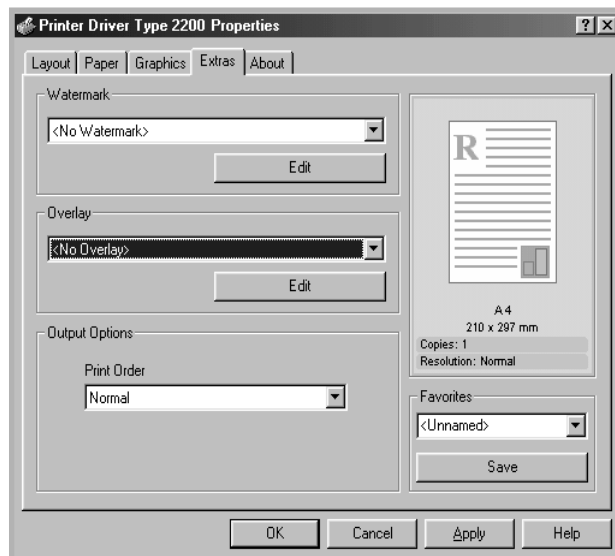 Printer Driver Type 2200 Properties
Layout Paper Graphics Extras About
Watermark
<No Watermark>
Edit
Overlay
<No Overlay>
Edit
Output Options
Print Order
Normal
R
A4
210 x 297 mm
Copies: 1
Resolution: Normal
Favorites
<Unnamed>
Save
OK Cancel Apply Help